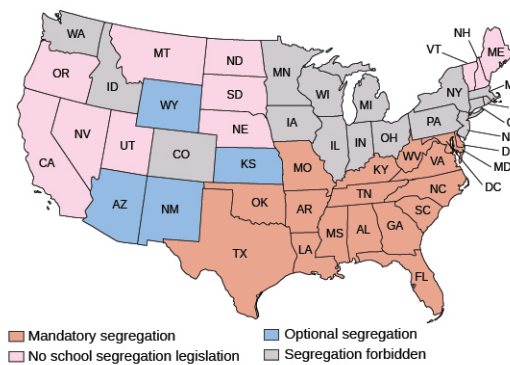 WA
MT
ND
MN
VT
NH
ME
OR
ID
SD
WI
MI
NY
WY
NE
IA
PA
NV
UT
CO
IL
IN
OH
CA
KS
MO
KY
WV
VA
MD
DC
AZ
NM
OK
AR
TN
NC
SC
TX
LA
MS
AL
GA
FL
Mandatory segregation
No school segregation legislation
Optional segregation
Segregation forbidden